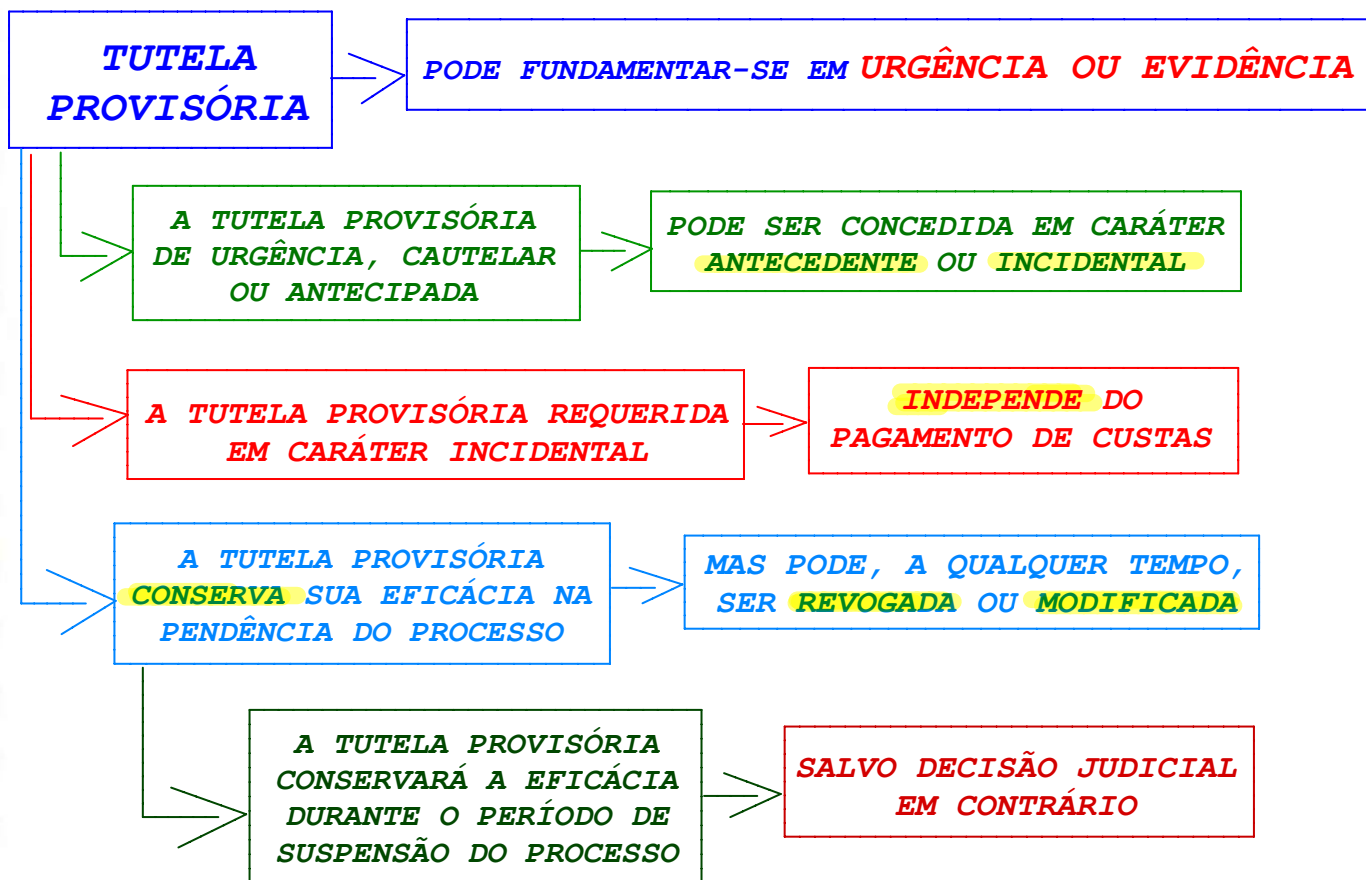 TUTELA
PROVISÓRIA
PODE FUNDAMENTAR-SE EM URGÊNCIA OU EVIDÊNCIA
A TUTELA PROVISÓRIA
DE URGÊNCIA, CAUTELAR
OU ANTECIPADA
PODE SER CONCEDIDA EM CARÁTER
ANTECEDENTE OU INCIDENTAL
A TUTELA PROVISÓRIA REQUERIDA
EM CARÁTER INCIDENTAL
INDEPENDE DO
PAGAMENTO DE CUSTAS
A TUTELA PROVISÓRIA
CONSERVA SUA EFICÁCIA NA
PENDÊNCIA DO PROCESSO
MAS PODE, A QUALQUER TEMPO,
SER REVOGADA OU MODIFICADA
A TUTELA PROVISÓRIA
CONSERVARÁ A EFICÁCIA
DURANTE O PERÍODO DE
SUSPENSÃO DO PROCESSO
SALVO DECISÃO JUDICIAL
EM CONTRÁRIO